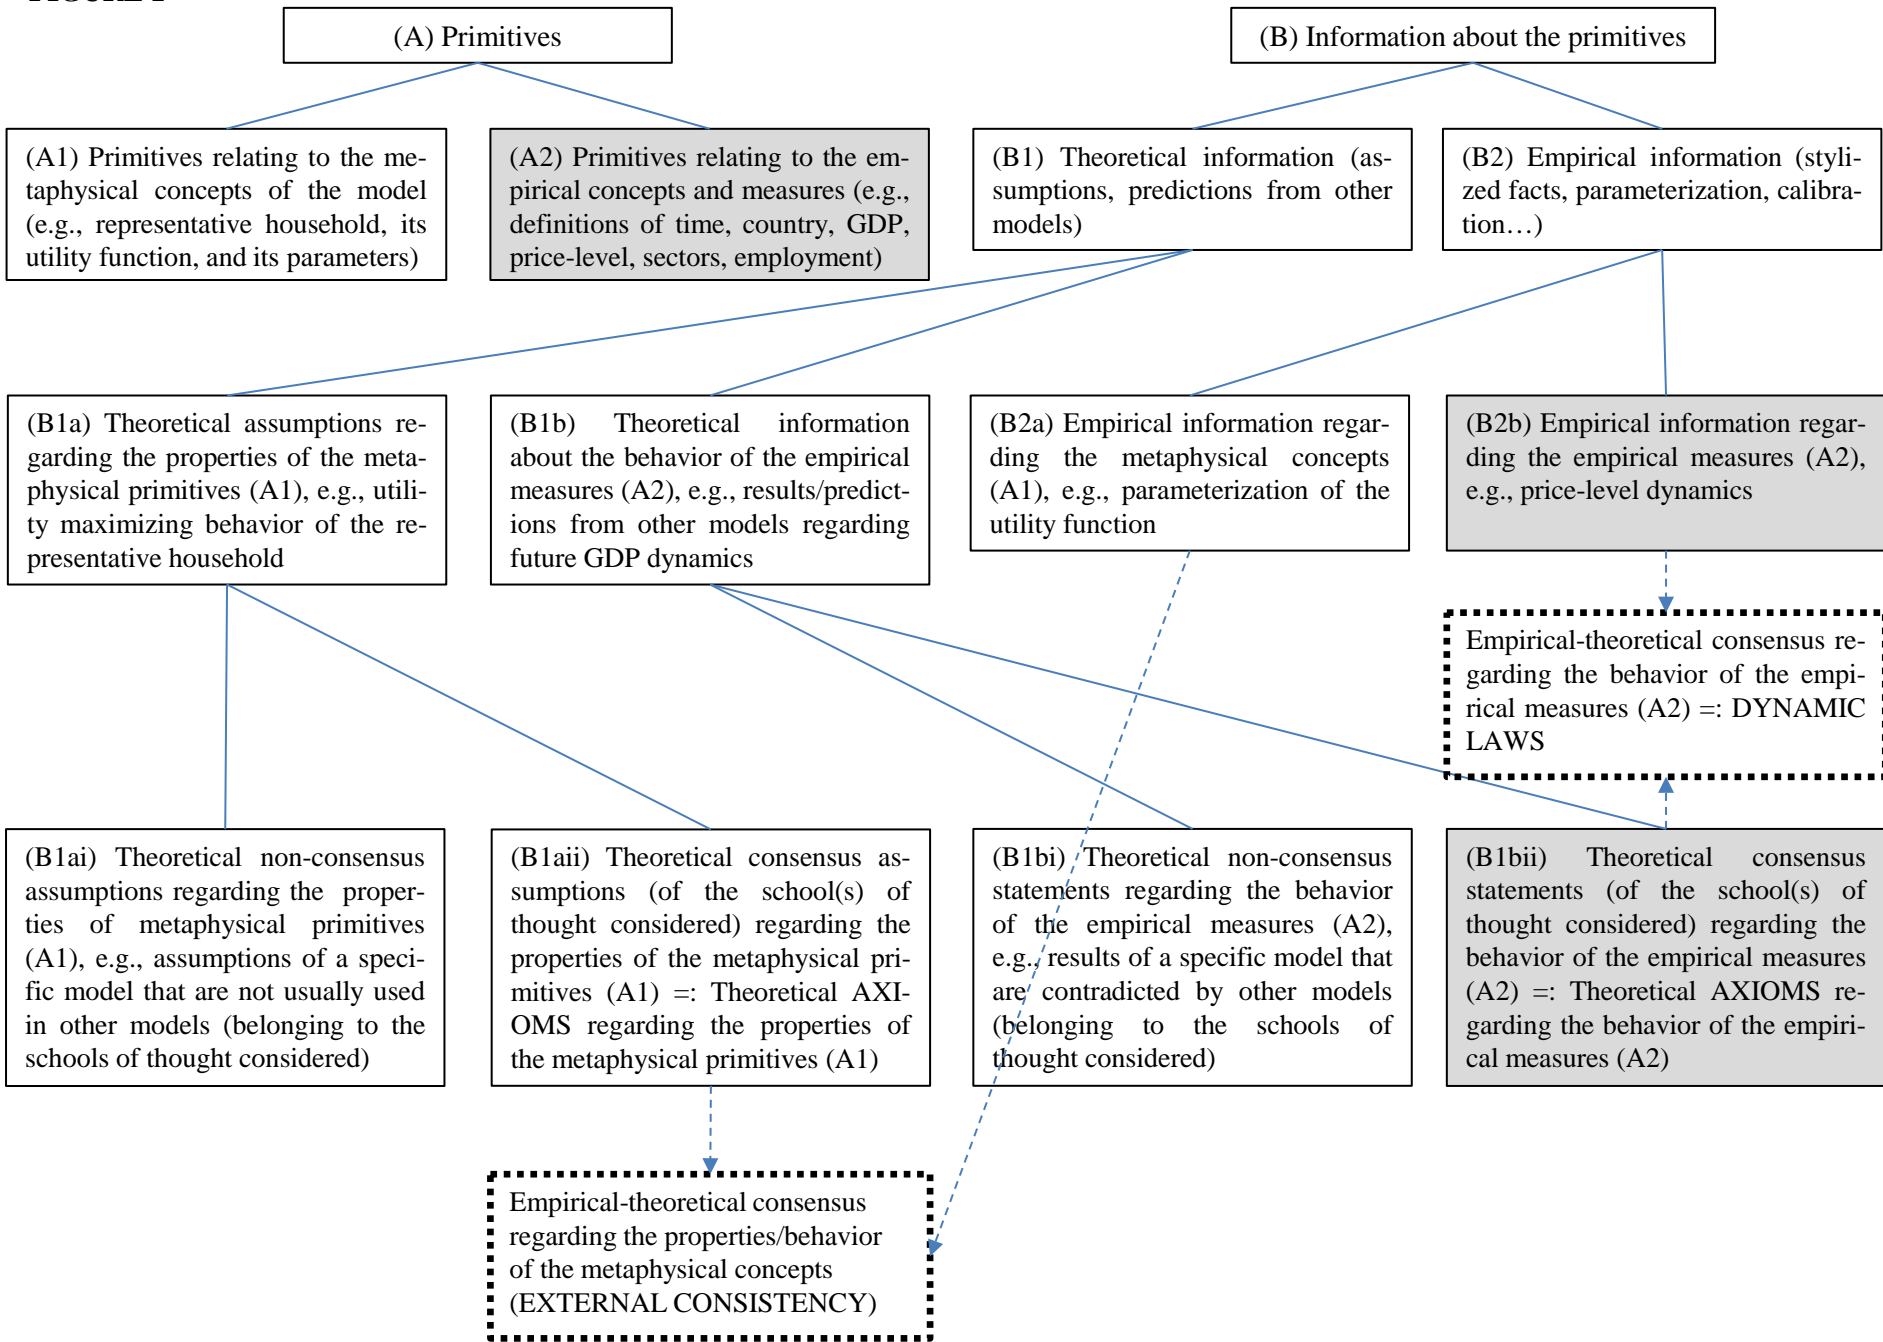 (A) Primitives
(B) Information about the primitives
(A1) Primitives relating to the me-
taphysical concepts of the model
(e.g., representative household, its
utility function, and its parameters)
(A2) Primitives relating to the em-
pirical concepts and measures (e.g.,
definitions of time, country, GDP,
price-level, sectors, employment)
(B1) Theoretical information (as-
sumptions, predictions from other
models)
(B2) Empirical information (styli-
zed facts, parameterization, calibra-
tion…)
(B1a) Theoretical assumptions re-
garding the properties of the meta-
physical primitives (A1), e.g., utili-
ty maximizing behavior of the re-
presentative household
(B1b) Theoretical information
about the behavior of the empirical
measures (A2), e.g., results/predict-
ions from other models regarding
future GDP dynamics
(B2a) Empirical information regar-
ding the metaphysical concepts
(A1), e.g., parameterization of the
utility function
(B2b) Empirical information regar-
ding the empirical measures (A2),
e.g., price-level dynamics
Empirical-theoretical consensus re-
garding the behavior of the empi-
rical measures (A2) =: DYNAMIC
LAWS
(B1ai) Theoretical non-consensus
assumptions regarding the proper-
ties of metaphysical primitives
(A1), e.g., assumptions of a speci-
fic model that are not usually used
in other models (belonging to the
schools of thought considered)
(B1aii) Theoretical consensus as-
sumptions (of the school(s) of
thought considered) regarding the
properties of the metaphysical pri-
mitives (A1) =: Theoretical AXI-
OMS regarding the properties of
the metaphysical primitives (A1)
(B1bi) Theoretical non-consensus
statements regarding the behavior
of the empirical measures (A2),
e.g., results of a specific model that
are contradicted by other models
(belonging to the schools of
thought considered)
(B1bii) Theoretical consensus
statements (of the school(s) of
thought considered) regarding the
behavior of the empirical measures
(A2) =: Theoretical AXIOMS re-
garding the behavior of the empiri-
cal measures (A2)
Empirical-theoretical consensus
regarding the properties/behavior
of the metaphysical concepts
(EXTERNAL CONSISTENCY)